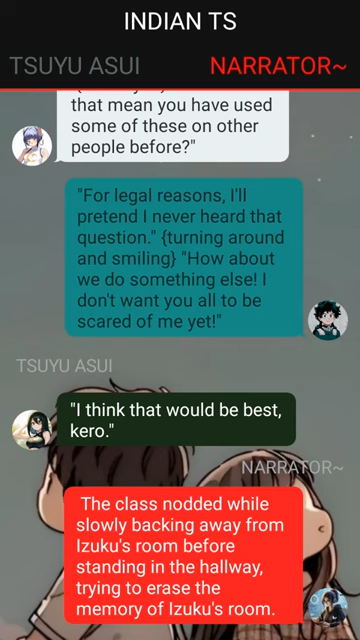 INDIAN TS
TSUYU ASUI
NARRATOR~
that mean you have used
some of these on other
people before?"
"For legal reasons, I'll
pretend I never heard that
question." {turning around
and smiling} "How about
we do something else! I
don't want you all to be
scared of me yet!"
TSUYU ASUI
"I think that would be best,
kero."
NARRATOR~
The class nodded while
slowly backing away from
Izuku's room before
standing in the hallway,
trying to erase the
memory of Izuku's room.